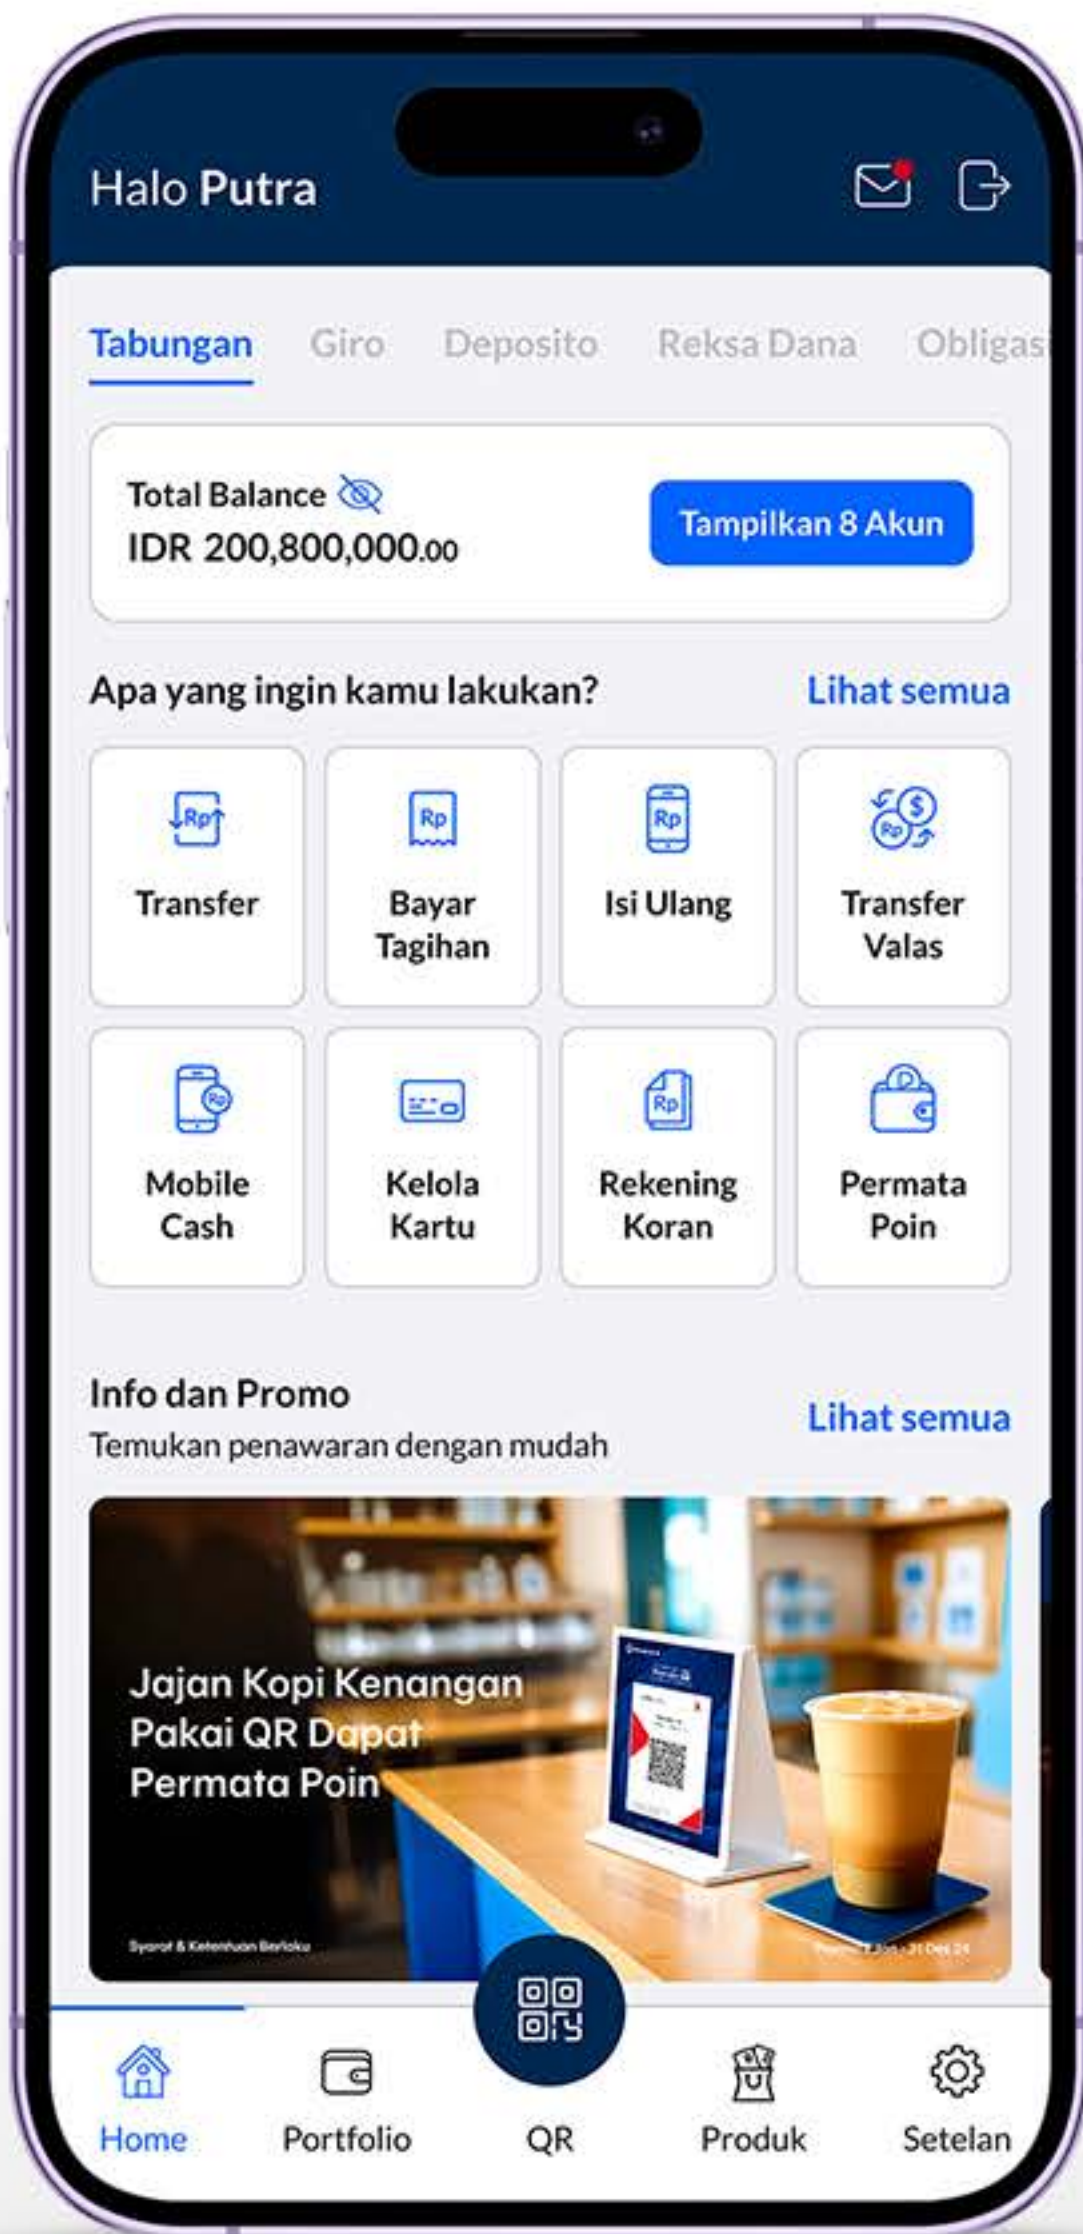 Halo Putra
Tabungan Giro Deposito Reksa Dana Obligasi
Total Balance
IDR 200,800,000.00
Tampilkan 8 Akun
Apa yang ingin kamu lakukan?
Lihat semua
Rp
Rp
Rp
$
Rp
Transfer
Bayar
Tagihan
Isi Ulang
Transfer
Valas
Rp
Rp
Mobile
Cash
Kelola
Kartu
Rekening
Koran
Permata
Poin
Info dan Promo
Lihat semua
Temukan penawaran dengan mudah
Jajan Kopi Kenangan
Pakai QR Dapat
Permata Poin
Syarat & Ketentuan Berlaku
Home
Portfolio
QR
Produk
Setelan